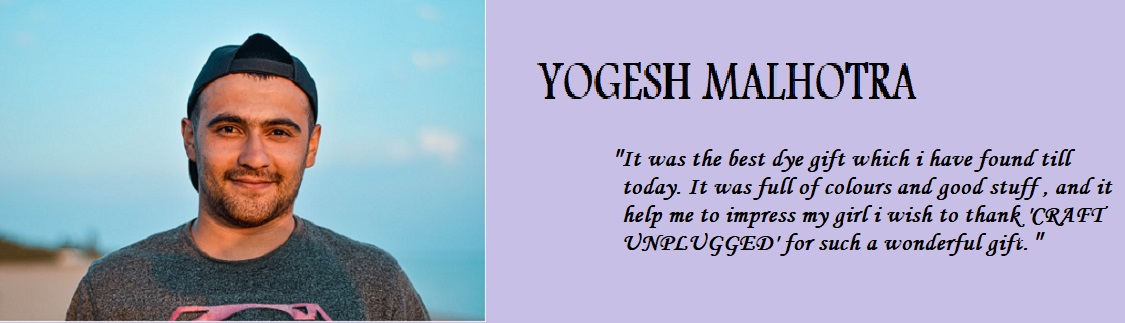 YOGESH MALHOTRA
"It was the best dye gift which i have found till
today. It was full of colours and good stuff , and it
help me to impress my girl i wish to thank 'CRAFT
UNPLUGGED' for such a wonderful gift. "